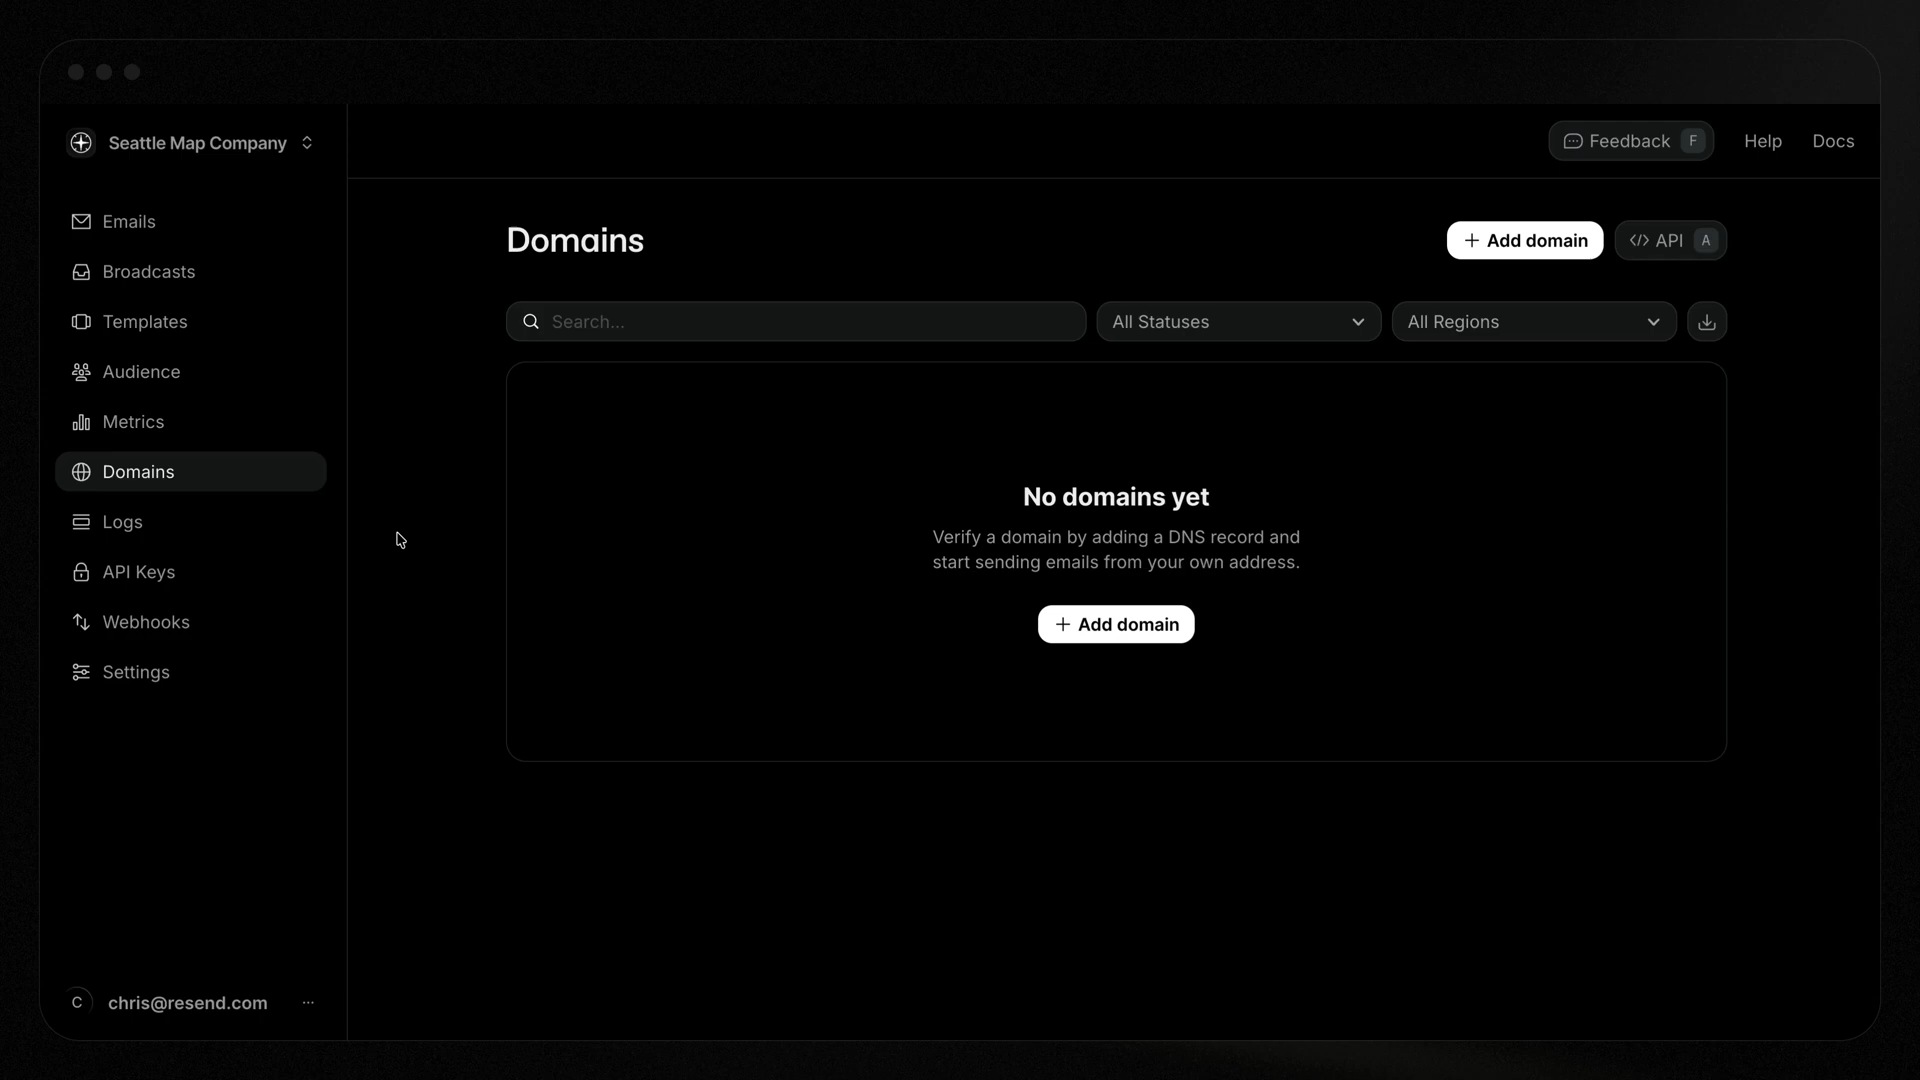 Seattle Map Company
Feedback F
Help
Docs
Emails
Broadcasts
Templates
Audience
Metrics
Domains
Logs
API Keys
Webhooks
Settings
chris@resend.com
C
Domains
Add domain
API A
Search...
All Statuses
All Regions
No domains yet
Verify a domain by adding a DNS record and
start sending emails from your own address.
Add domain